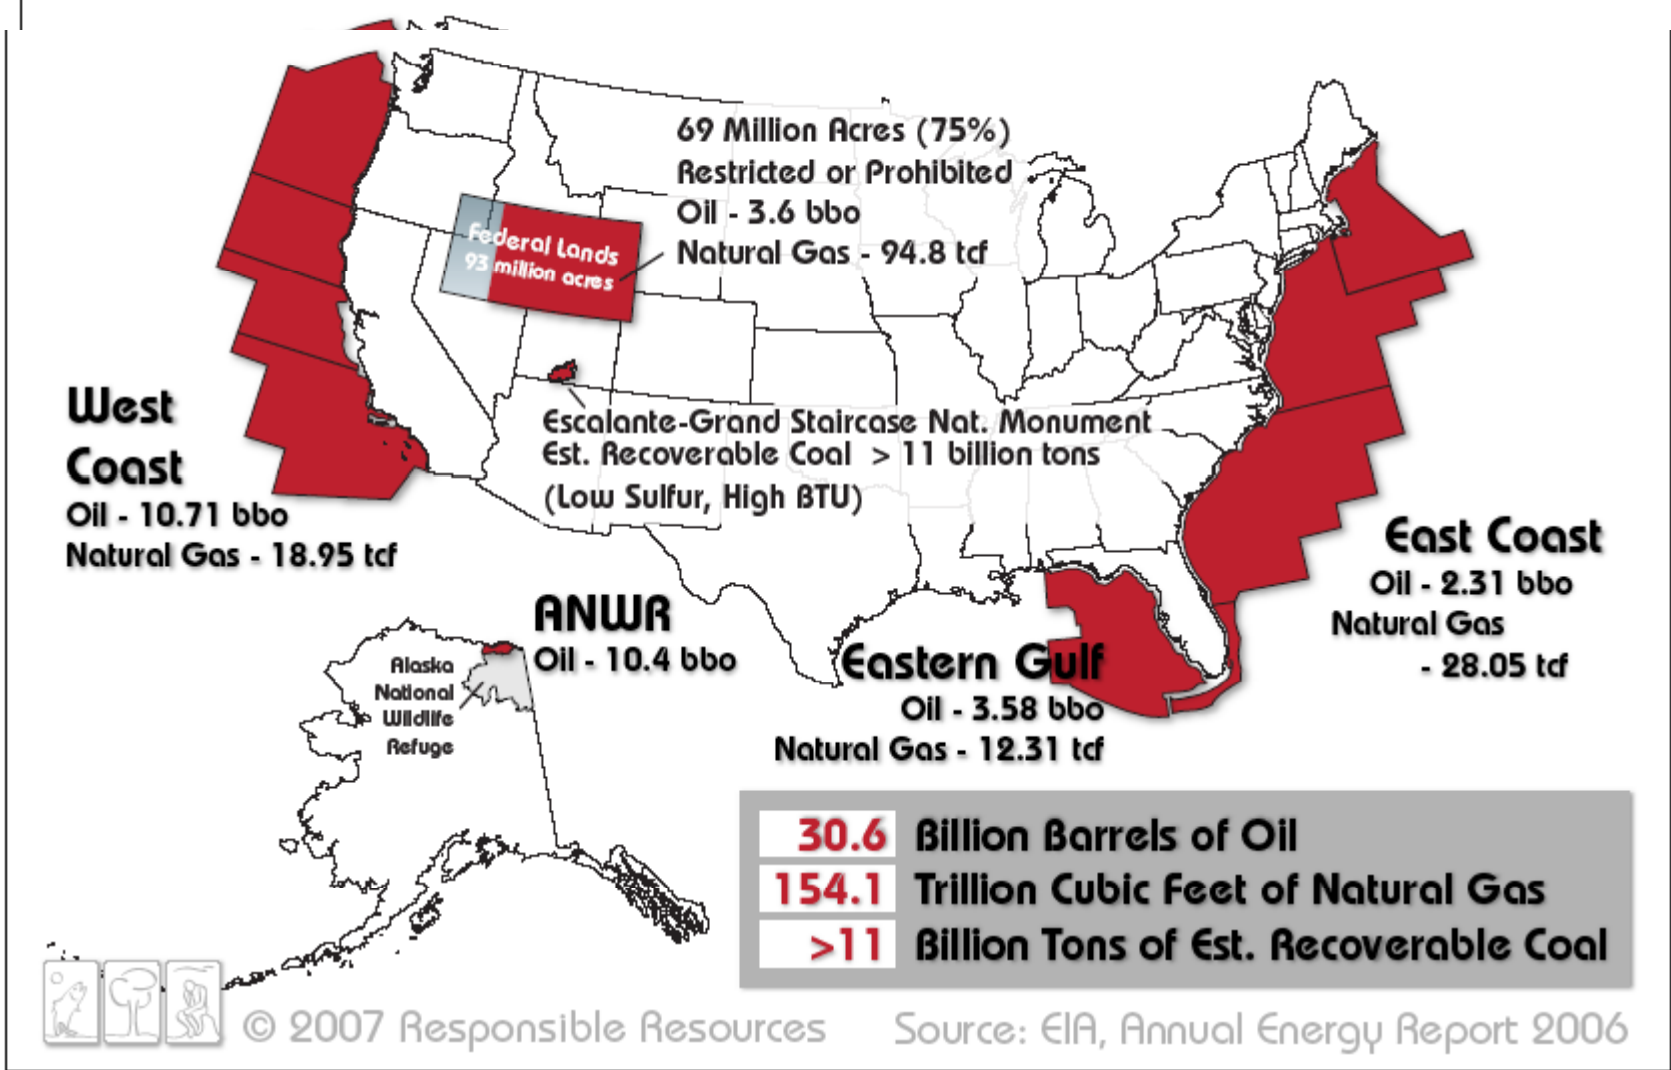 69 Million Acres (75%)
Restricted or Prohibited
Oil - 3.6 bbo
Natural Gas - 94.8 tcf
Federal Lands
93 million acres
Escalante-Grand Staircase Nat. Monument
Est. Recoverable Coal > 11 billion tons
(Low Sulfur, High BTU)
West
Coast
Oil - 10.71 bbo
Natural Gas - 18.95 tcf
East Coast
Oil - 2.31 bbo
Natural Gas
- 28.05 tcf
ANWR
Oil - 10.4 bbo
Alaska
National
Wildlife
Refuge
Eastern Gulf
Oil - 3.58 bbo
Natural Gas - 12.31 tcf
30.6 Billion Barrels of Oil
154.1 Trillion Cubic Feet of Natural Gas
>11 Billion Tons of Est. Recoverable Coal
© 2007 Responsible Resources
Source: EIA, Annual Energy Report 2006